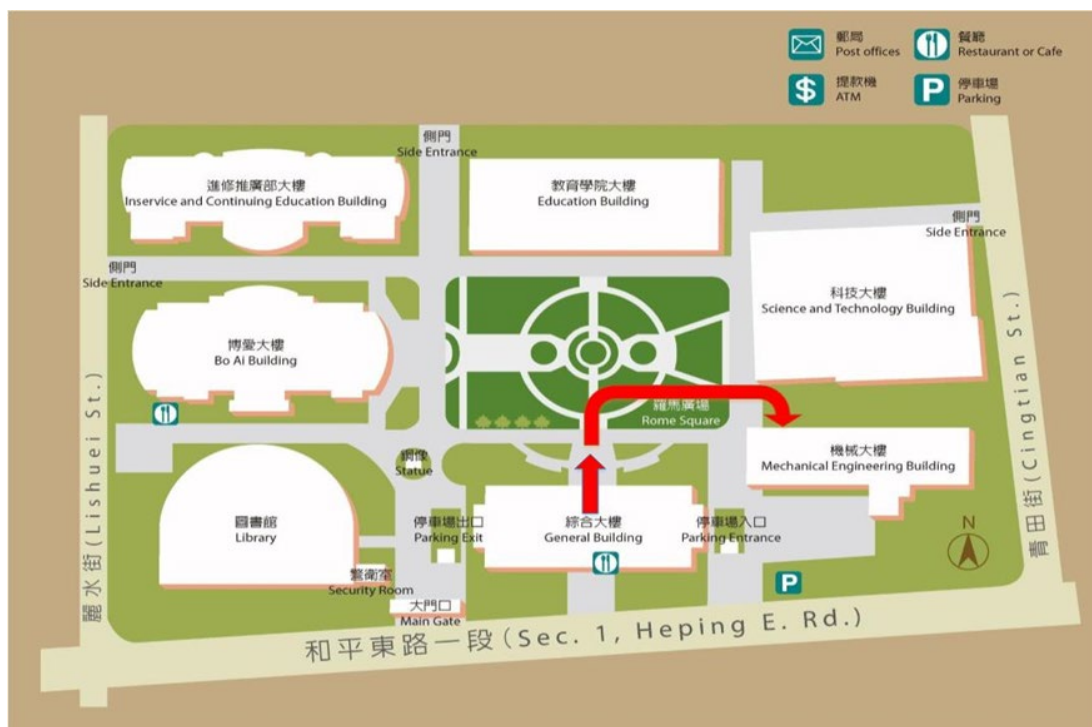 郵局
Post offices
餐廳
Restaurant or Cafe
提款機
ATM
P
停車場
Parking
側門
Side Entrance
進修推廣部大樓
Inservice and Continuing Education Building
教育學院大樓
Education Building
側門
Side Entrance
側門
Side Entrance
科技大樓
Science and Technology Building
博愛大樓
Bo Ai Building
羅馬廣場
Rome Square
銅像
Statue
機械大樓
Mechanical Engineering Building
圖書館
Library
停車場出口
Parking Exit
綜合大樓
General Building
停車場入口
Parking Entrance
N
警衛室
Security Room
P
大門口
Main Gate
麗水街(Lishuei St.)
青田街(Cingtian St.)
和平東路一段(Sec. 1, Heping E. Rd.)